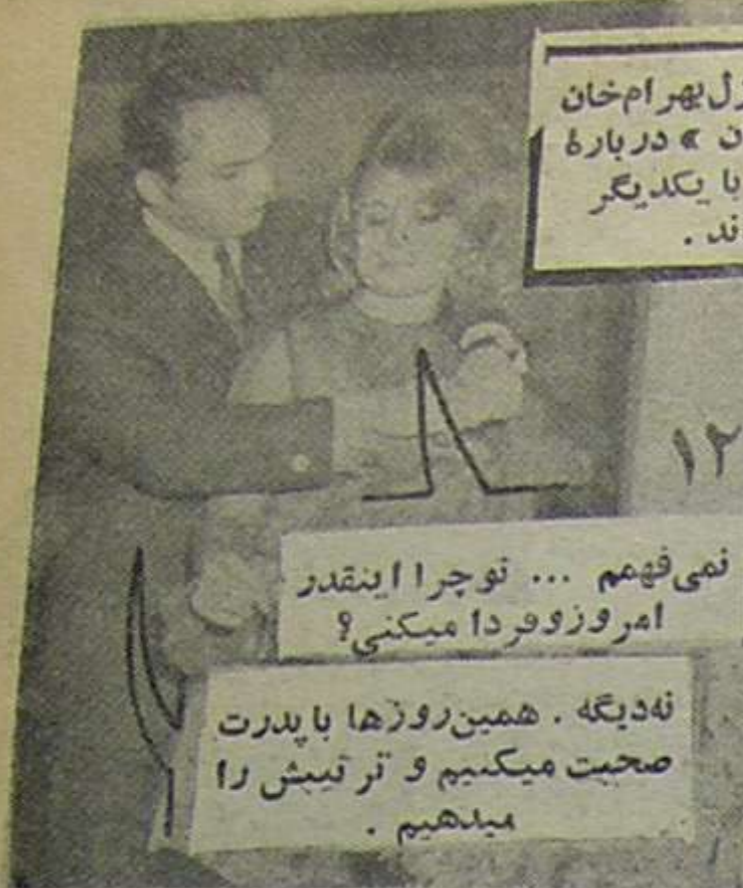 بهرام‌خان
» دربارهٔ
با یکدیگر
ند .
۱۲
نمی‌فهمم ... تو چرا اینقدر
امروز و فردا میکنی؟
نه‌دیگه . همین‌روزها با پدرت
صحبت میکنیم و ترتیبش را
میدهیم .